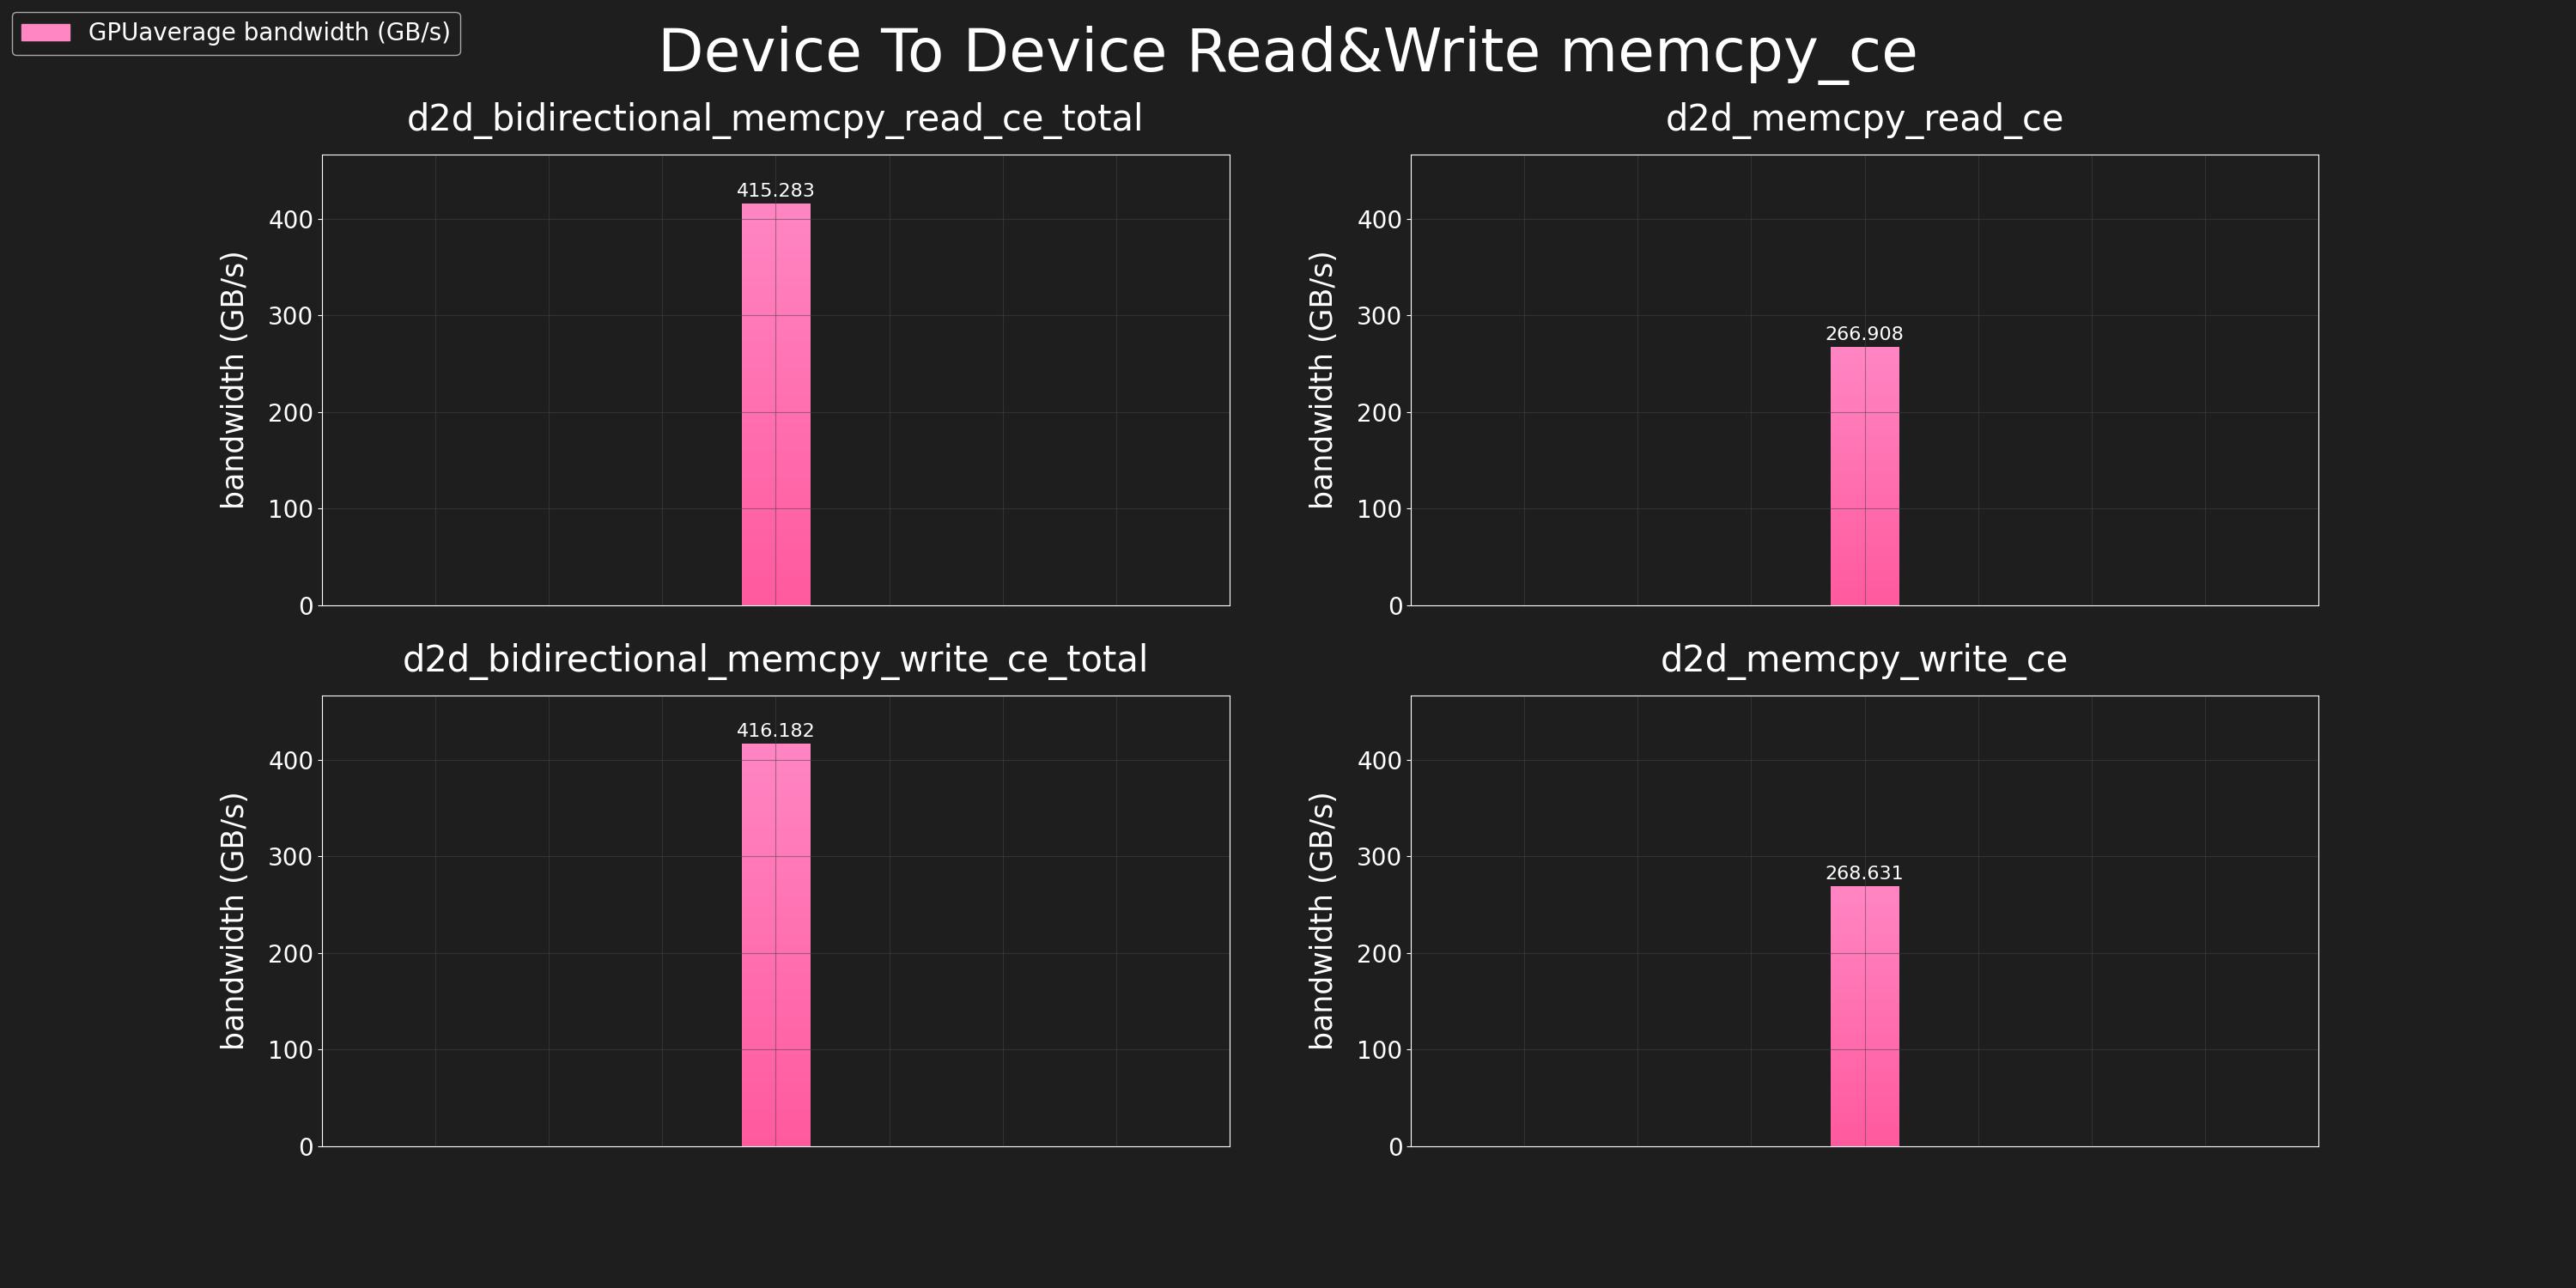 GPUaverage bandwidth (GB/s)
Device To Device Read&Write memcpy_ce
d2d_bidirectional_memcpy_read_ce_total
415.283
400
300
200
100
0
bandwidth (GB/s)
d2d_memcpy_read_ce
266.908
400
300
200
100
0
bandwidth (GB/s)
d2d_bidirectional_memcpy_write_ce_total
416.182
400
300
200
100
0
bandwidth (GB/s)
d2d_memcpy_write_ce
268.631
400
300
200
100
0
bandwidth (GB/s)